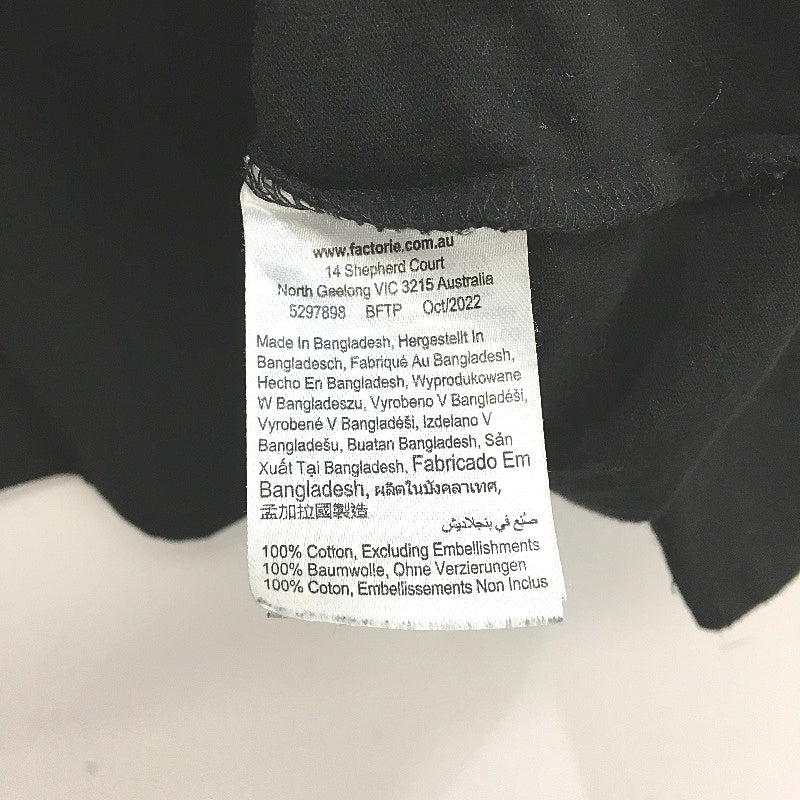 www.factorie.com.au
14 Shepherd Court
North Geelong VIC 3215 Australia
5297898 BFTP Oct/2022
Made In Bangladesh, Hergestellt In
Bangladesch, Fabriqué Au Bangladesh,
Hecho En Bangladesh, Wyprodukowane
W Bangladeszu, Vyrobeno V Bangladéši,
Vyrobené V Bangladéši, Izdelano V
Bangladešu, Buatan Bangladesh, Sản
Xuất Tại Bangladesh, Fabricado Em
Bangladesh, ผลิตในบังคลาเทศ,
孟加拉國製造
صُنِع في بنجلاديش
100% Cotton, Excluding Embellishments
100% Baumwolle, Ohne Verzierungen
100% Coton, Embellissements Non Inclus